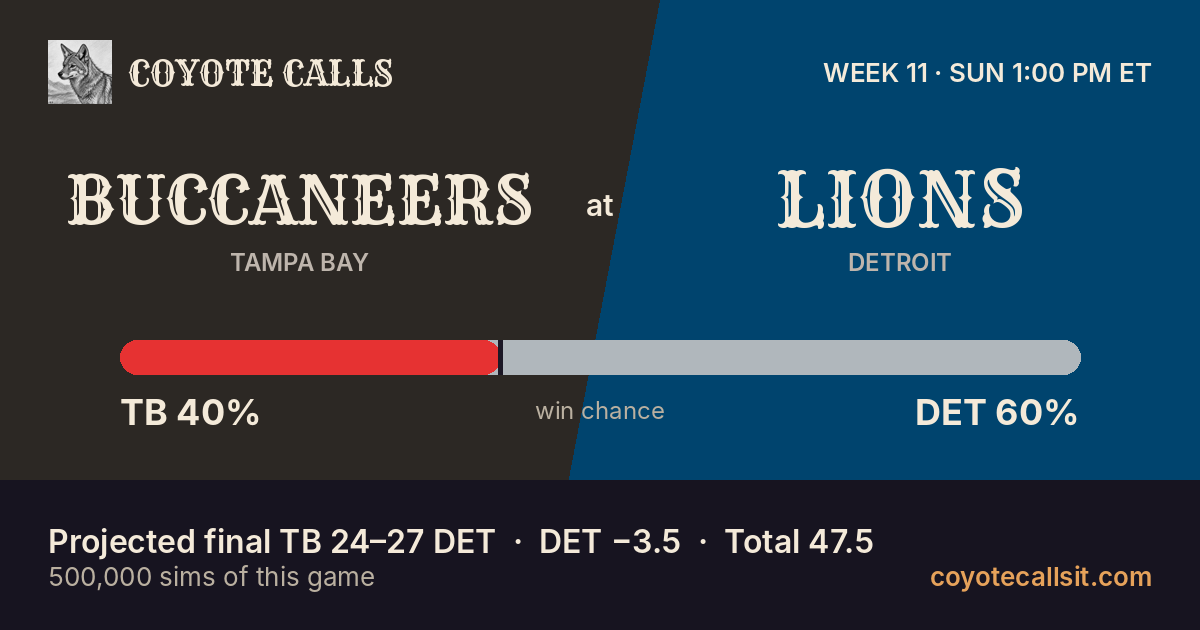 COYOTE CALLS
WEEK 11 · SUN 1:00 PM ET
BUCCANEERS
at
LIONS
TAMPA BAY
DETROIT
TB 40%
win chance
DET 60%
Projected final TB 24–27 DET · DET −3.5 · Total 47.5
500,000 sims of this game
coyotecallsit.com